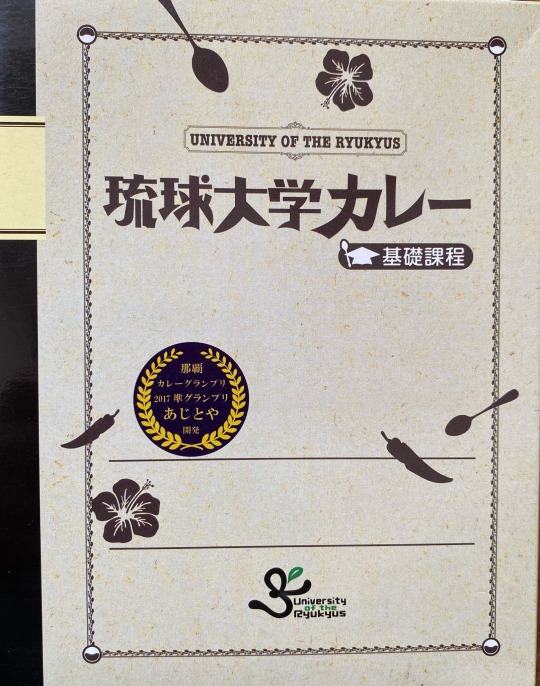 UNIVERSITY OF THE RYUKYUS
琉球大学カレー
基礎課程
那覇
カレーグランプリ
2017 準グランプリ
あじとや
開発
University
of the
Ryukyus